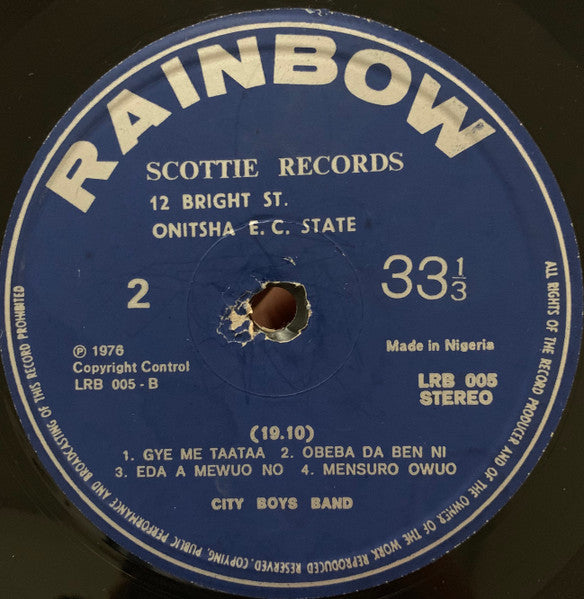 RAINBOW
SCOTTIE RECORDS
12 BRIGHT ST.
ONITSHA E. C. STATE
2
33 1/3
℗ 1976
Copyright Control
LRB 005 - B
Made in Nigeria
LRB 005
STEREO
(19.10)
1. GYE ME TAATAA 2. OBEBA DA BEN NI
3. EDA A MEWUO NO 4. MENSURO OWUO
CITY BOYS BAND
ALL RIGHTS OF THE RECORD PRODUCER AND OF THE OWNER OF THE WORK REPRODUCED RESERVED. COPYING, PUBLIC PERFORMANCE AND BROADCASTING OF THIS RECORD PROHIBITED